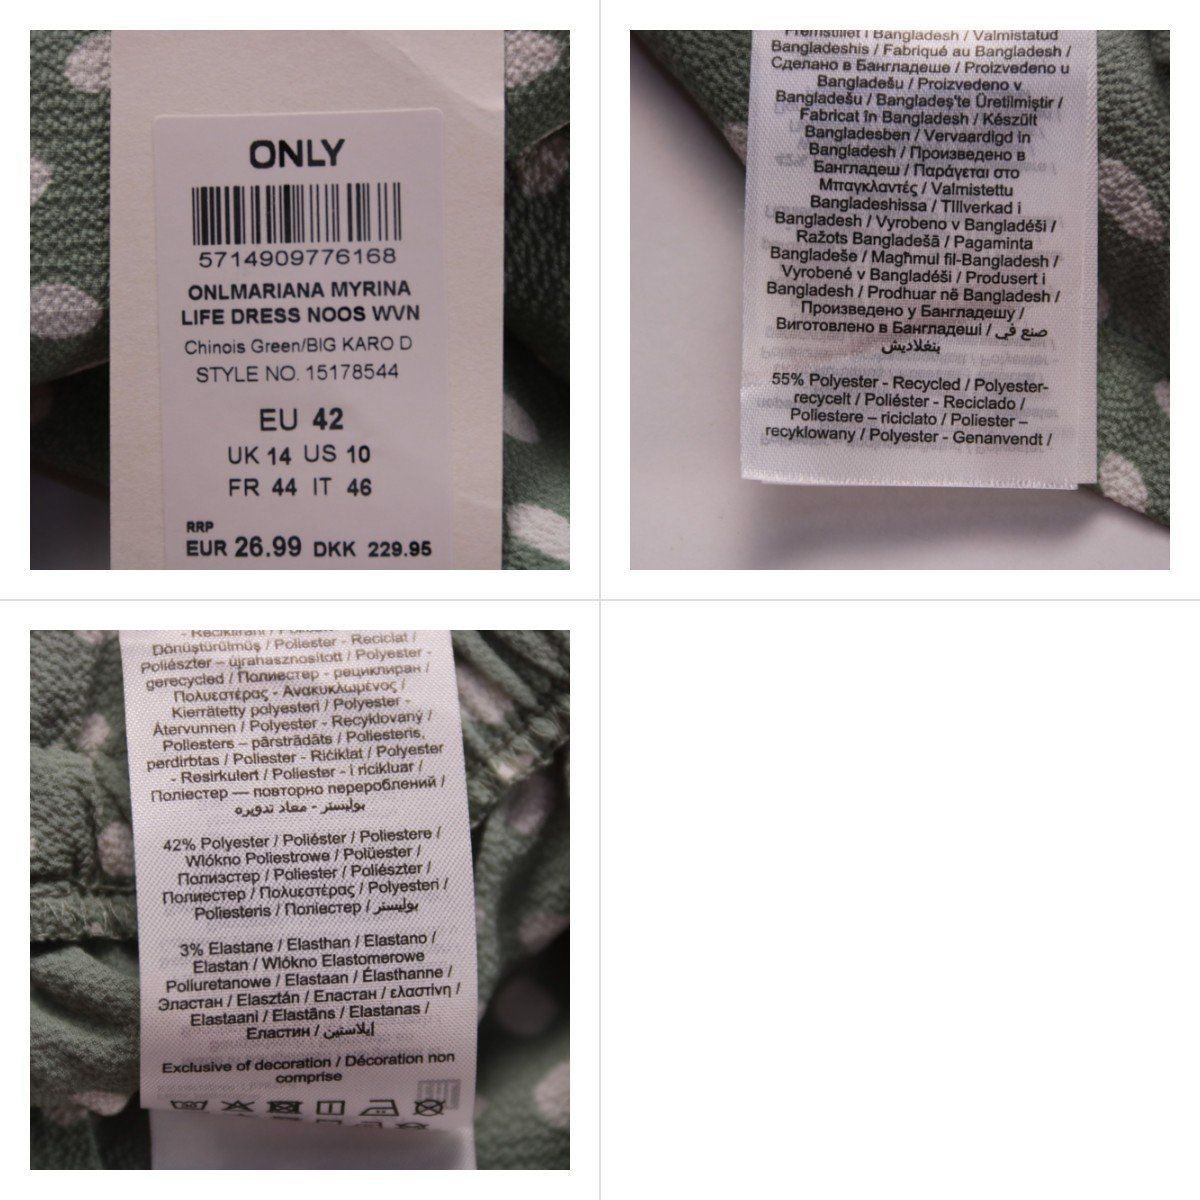 ONLY
5714909776168
ONLMARIANA MYRINA
LIFE DRESS NOOS WVN
Chinois Green/BIG KARO D
STYLE NO. 15178544
EU 42
UK 14 US 10
FR 44 IT 46
RRP
EUR 26.99 DKK 229.95
Fremstillet i Bangladesh / Valmistatud
Bangladeshis / Fabriqué au Bangladesh /
Сделано в Бангладеше / Proizvedeno u
Bangladešu / Proizvedeno v
Bangladešu / Bangladeş'te Üretilmiştir /
Fabricat în Bangladesh / Készült
Bangladesben / Vervaardigd in
Bangladesh / Произведено в
Бангладеш / Παράγεται στο
Μπαγκλαντές / Valmistettu
Bangladeshissa / Tillverkad i
Bangladesh / Vyrobeno v Bangladéši /
Ražots Bangladešā / Pagaminta
Bangladeše / Magħmul fil-Bangladesh /
Vyrobené v Bangladéši / Produsert i
Bangladesh / Prodhuar në Bangladesh /
Произведено у Бангладешу /
Виготовлено в Бангладеші / صنع في
بنغلاديش
55% Polyester - Recycled / Polyester-
recycelt / Poliéster - Reciclado /
Poliestere – riciclato / Poliester –
recyklowany / Polyester - Genanvendt /
Dönüştürülmüş / Poliester - Reciclat /
Poliészter – újrahasznosított / Polyester -
gerecycled / Полиестер - рециклиран /
Πολυεστέρας - Ανακυκλωμένος /
Kierrätetty polyesteri / Polyester -
Återvunnen / Polyester - Recyklovaný /
Poliesters – pārstrādāts / Poliesteris,
perdirbtas / Poliester - Riċiklat / Polyester
- Resirkulert / Poliester - i ricikluar /
Поліестер — повторно перероблений /
بوليستر - معاد تدويره
42% Polyester / Poliéster / Poliestere /
Włókno Poliestrowe / Polüester /
Полиэстер / Poliester / Poliészter /
Полиестер / Πολυεστέρας / Polyesteri /
Poliesteris / Поліестер / بوليستر
3% Elastane / Elasthan / Elastano /
Elastan / Włókno Elastomerowe
Poliuretanowe / Elastaan / Élasthanne /
Эластан / Elasztán / Еластан / ελαστίνη /
Elastaani / Elastāns / Elastanas /
Еластин / إيلاستين
Exclusive of decoration / Décoration non
comprise